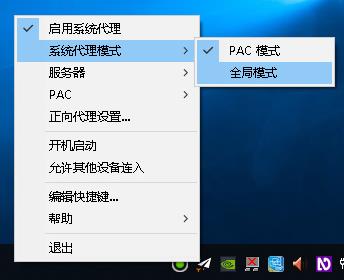 启用系统代理
系统代理模式
PAC 模式
全局模式
服务器
PAC
正向代理设置...
开机启动
允许其他设备连入
编辑快捷键...
帮助
退出